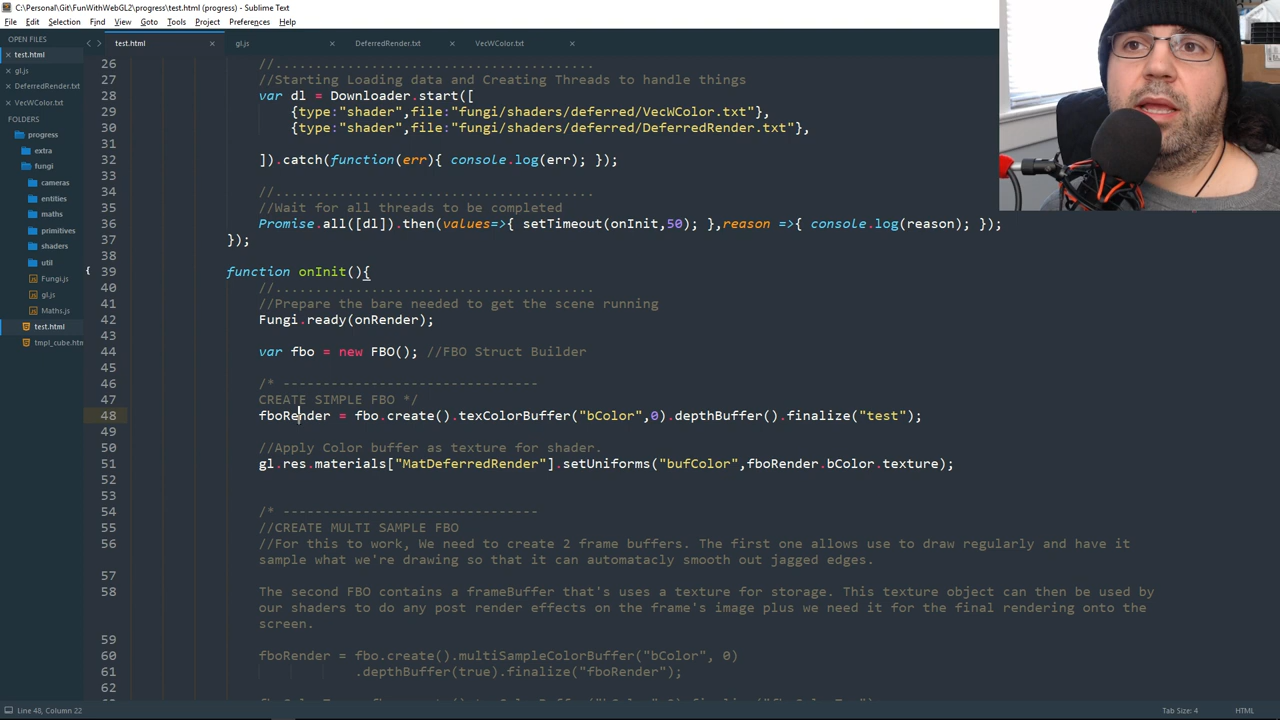 C:\Personal\Git\FunWithWebGL2\progress\test.html (progress) - Sublime Text
File Edit Selection Find View Goto Tools Project Preferences Help
OPEN FILES
test.html
gl.js
DeferredRender.txt
VecWColor.txt
FOLDERS
progress
extra
fungi
cameras
entities
maths
primitives
shaders
util
Fungi.js
gl.js
Maths.js
test.html
tmpl_cube.htm
test.html gl.js DeferredRender.txt VecWColor.txt
26 //............................................
27 //Starting Loading data and Creating Threads to handle things
28 var dl = Downloader.start([
29 {type:"shader",file:"fungi/shaders/deferred/VecWColor.txt"},
30 {type:"shader",file:"fungi/shaders/deferred/DeferredRender.txt"},
31
32 ]).catch(function(err){ console.log(err); });
33
34 //............................................
35 //Wait for all threads to be completed
36 Promise.all([dl]).then(values=>{ setTimeout(onInit,50); },reason =>{ console.log(reason); });
37 });
38
39 function onInit(){
40 //............................................
41 //Prepare the bare needed to get the scene running
42 Fungi.ready(onRender);
43
44 var fbo = new FBO(); //FBO Struct Builder
45
46 /* --------------------------------
47 CREATE SIMPLE FBO */
48 fboRender = fbo.create().texColorBuffer("bColor",0).depthBuffer().finalize("test");
49
50 //Apply Color buffer as texture for shader.
51 gl.res.materials["MatDeferredRender"].setUniforms("bufColor",fboRender.bColor.texture);
52
53
54 /* --------------------------------
55 //CREATE MULTI SAMPLE FBO
56 //For this to work, We need to create 2 frame buffers. The first one allows use to draw regularly and have it
sample what we're drawing so that it can automatacly smooth out jagged edges.
57
58 The second FBO contains a frameBuffer that's uses a texture for storage. This texture object can then be used by
our shaders to do any post render effects on the frame's image plus we need it for the final rendering onto the
screen.
59
60 fboRender = fbo.create().multiSampleColorBuffer("bColor", 0)
61 .depthBuffer(true).finalize("fboRender");
62
Line 48, Column 22
Tab Size: 4 HTML